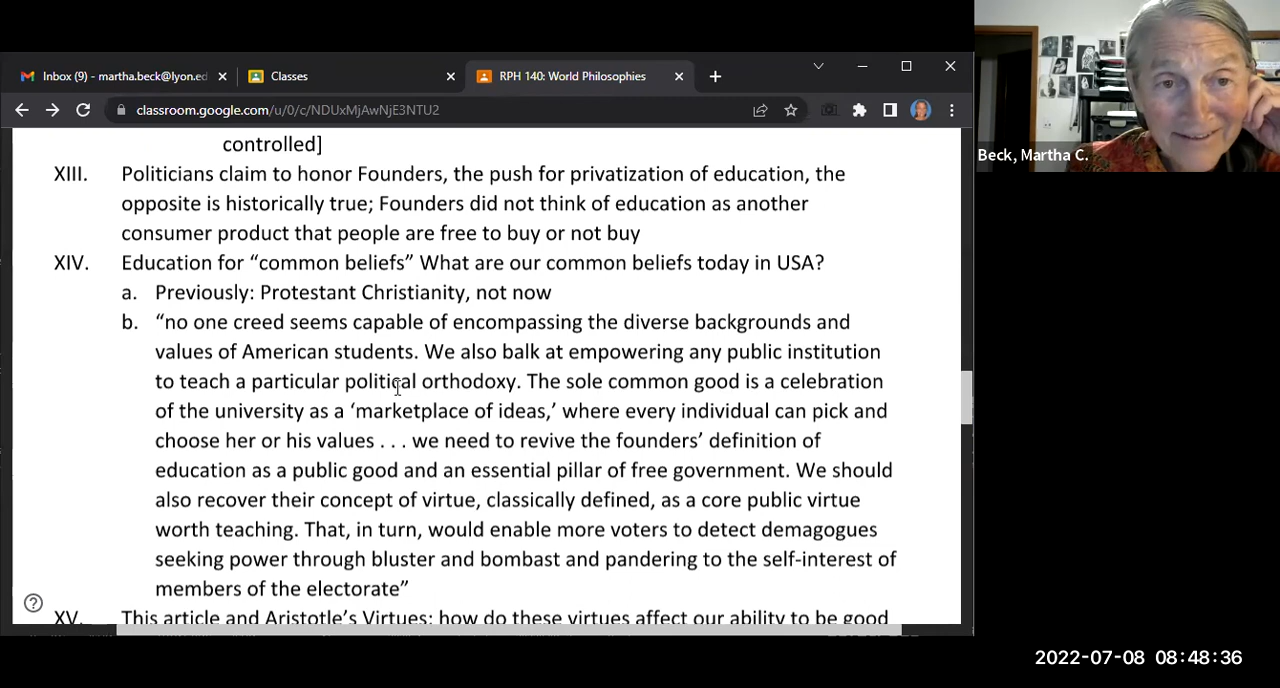 Inbox (9) - martha.beck@lyon.ed
Classes
RPH 140: World Philosophies
classroom.google.com/u/0/c/NDUxMjAwNjE3NTU2
Beck, Martha C.
controlled]
XIII. Politicians claim to honor Founders, the push for privatization of education, the
opposite is historically true; Founders did not think of education as another
consumer product that people are free to buy or not buy
XIV. Education for “common beliefs” What are our common beliefs today in USA?
a. Previously: Protestant Christianity, not now
b. “no one creed seems capable of encompassing the diverse backgrounds and
values of American students. We also balk at empowering any public institution
to teach a particular political orthodoxy. The sole common good is a celebration
of the university as a ‘marketplace of ideas,’ where every individual can pick and
choose her or his values . . . we need to revive the founders’ definition of
education as a public good and an essential pillar of free government. We should
also recover their concept of virtue, classically defined, as a core public virtue
worth teaching. That, in turn, would enable more voters to detect demagogues
seeking power through bluster and bombast and pandering to the self-interest of
members of the electorate”
XV. This article and Aristotle’s Virtues: how do these virtues affect our ability to be good
2022-07-08 08:48:36